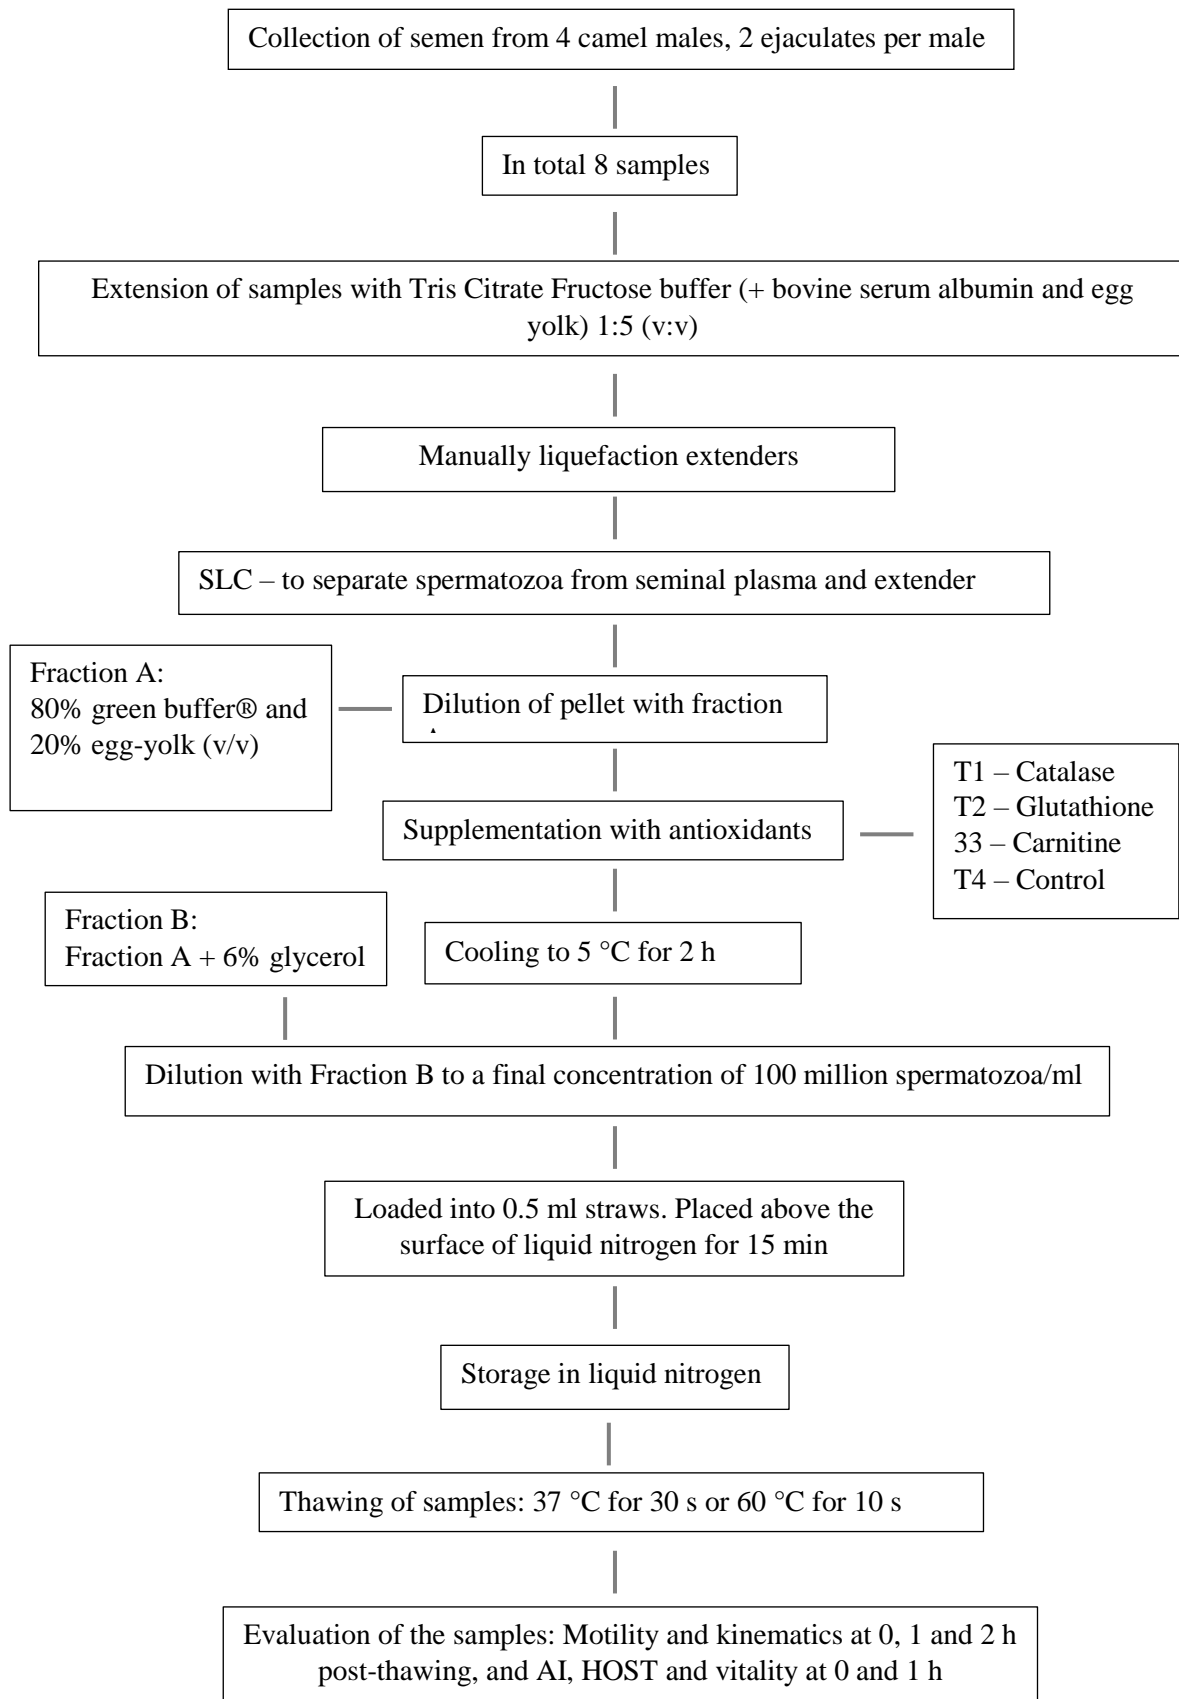 Collection of semen from 4 camel males, 2 ejaculates per male
In total 8 samples
Extension of samples with Tris Citrate Fructose buffer (+ bovine serum albumin and egg
yolk) 1:5 (v:v)
Manually liquefaction extenders
SLC – to separate spermatozoa from seminal plasma and extender
Fraction A:
80% green buffer® and
20% egg-yolk (v/v)
Dilution of pellet with fraction
T1 – Catalase
T2 – Glutathione
33 – Carnitine
T4 – Control
Supplementation with antioxidants
Fraction B:
Fraction A + 6% glycerol
Cooling to 5 °C for 2 h
Dilution with Fraction B to a final concentration of 100 million spermatozoa/ml
Loaded into 0.5 ml straws. Placed above the
surface of liquid nitrogen for 15 min
Storage in liquid nitrogen
Thawing of samples: 37 °C for 30 s or 60 °C for 10 s
Evaluation of the samples: Motility and kinematics at 0, 1 and 2 h
post-thawing, and AI, HOST and vitality at 0 and 1 h